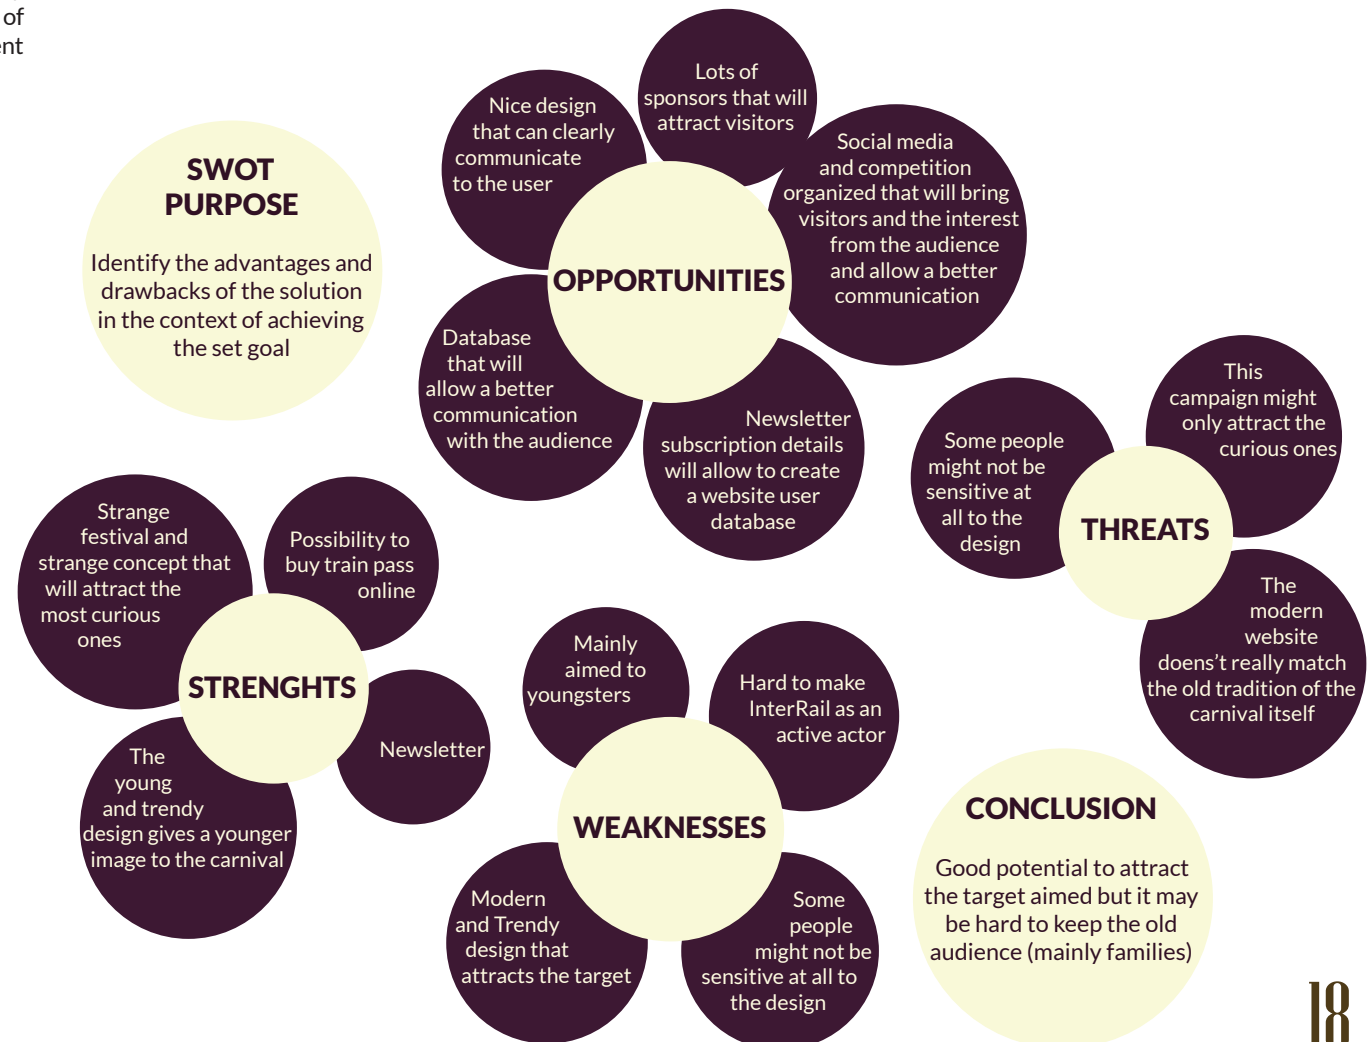 of
ent
SWOT
PURPOSE
Identify the advantages and
drawbacks of the solution
in the context of achieving
the set goal
OPPORTUNITIES
Nice design
that can clearly
communicate
to the user
Lots of
sponsors that will
attract visitors
Social media
and competition
organized that will bring
visitors and the interest
from the audience
and allow a better
communication
Database
that will
allow a better
communication
with the audience
Newsletter
subscription details
will allow to create
a website user
database
THREATS
Some people
might not be
sensitive at
all to the
design
This
campaign might
only attract the
curious ones
The
modern
website
doens't really match
the old tradition of the
carnival itself
STRENGHTS
Strange
festival and
strange concept that
will attract the
most curious
ones
Possibility to
buy train pass
online
Newsletter
The
young
and trendy
design gives a younger
image to the carnival
WEAKNESSES
Mainly
aimed to
youngsters
Hard to make
InterRail as an
active actor
Modern
and Trendy
design that
attracts the target
Some
people
might not be
sensitive at all to
the design
CONCLUSION
Good potential to attract
the target aimed but it may
be hard to keep the old
audience (mainly families)
18